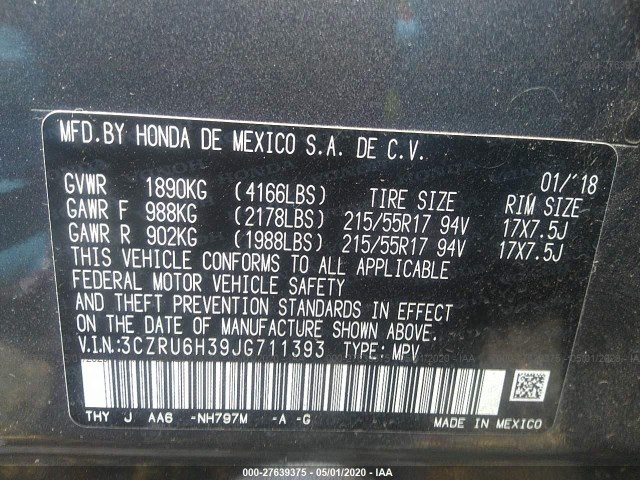 MFD.BY HONDA DE MEXICO S.A. DE C.V.
01/'18
GVWR 1890KG (4166LBS) TIRE SIZE RIM SIZE
GAWR F 988KG (2178LBS) 215/55R17 94V 17X7.5J
GAWR R 902KG (1988LBS) 215/55R17 94V 17X7.5J
THIS VEHICLE CONFORMS TO ALL APPLICABLE
FEDERAL MOTOR VEHICLE SAFETY
AND THEFT PREVENTION STANDARDS IN EFFECT
ON THE DATE OF MANUFACTURE SHOWN ABOVE.
V.I.N:3CZRU6H39JG711393 TYPE: MPV
THY J AA6 -NH797M -A -G MADE IN MEXICO
000-27639375 - 05/01/2020 - IAA